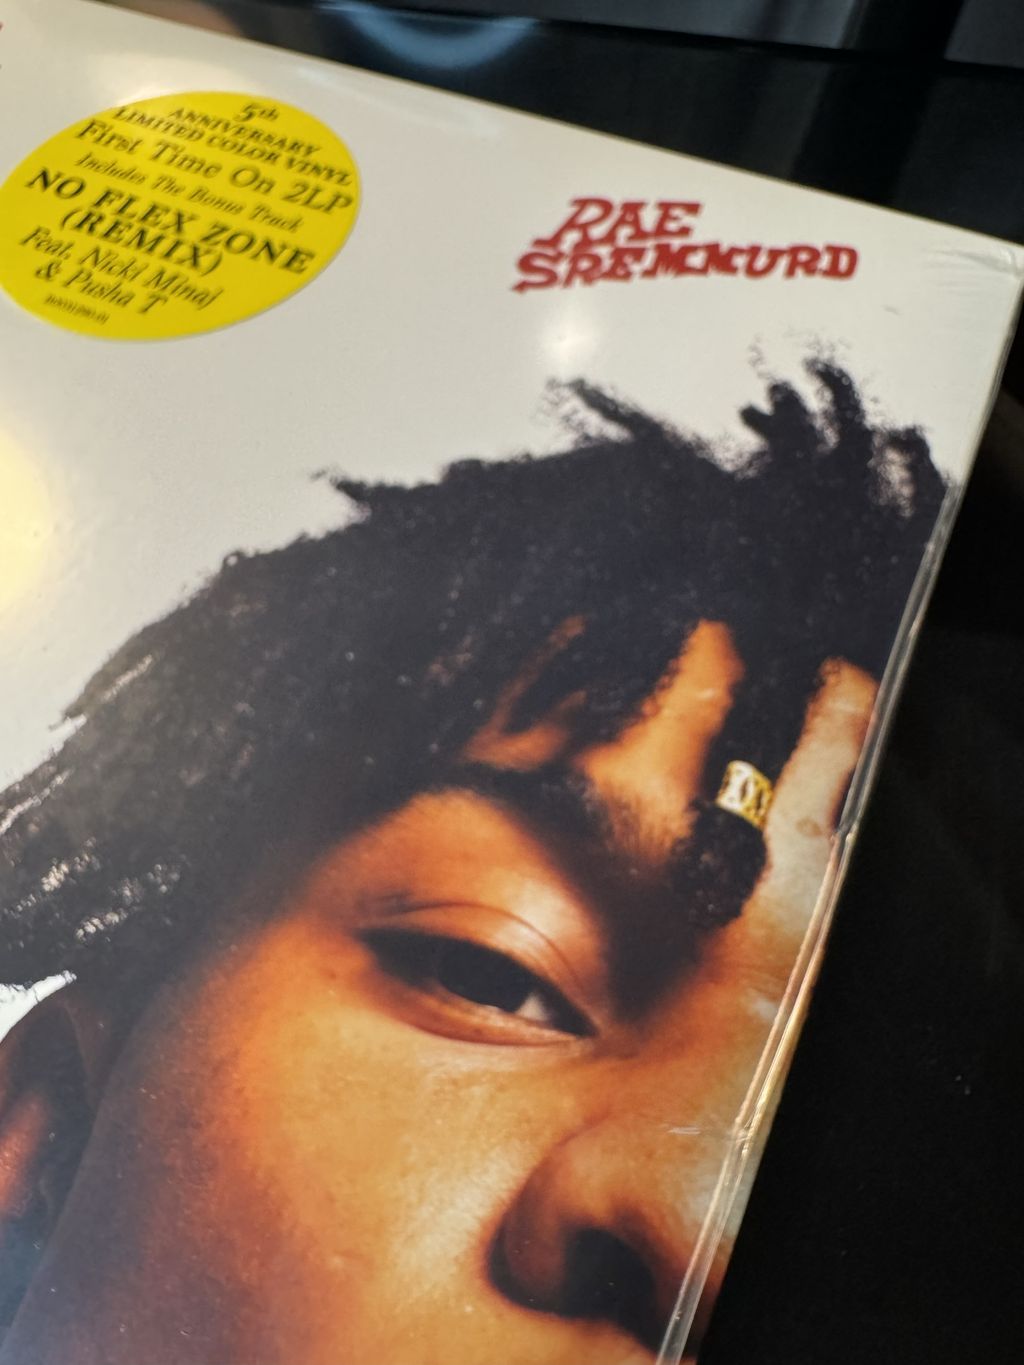 5th
ANNIVERSARY
LIMITED COLOR VINYL
First Time On 2LP
Includes The Bonus Track
NO FLEX ZONE
(REMIX)
Feat. Nicki Minaj
& Pusha T
RAE
SREMMURD